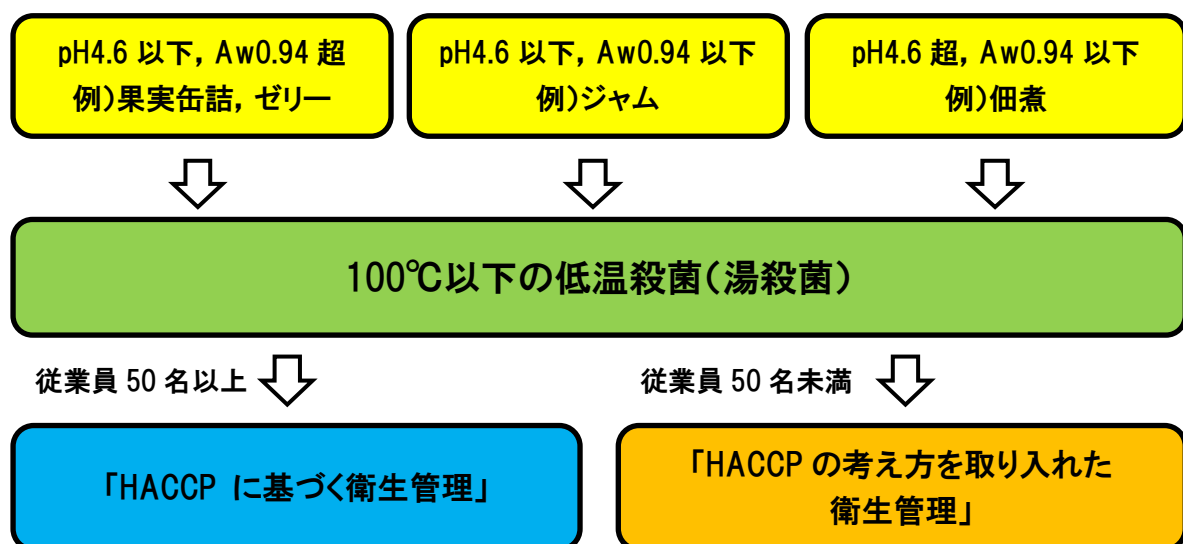 pH4.6 以下, Aw0.94 超
例)果実缶詰, ゼリー
pH4.6 以下, Aw0.94 以下
例)ジャム
pH4.6 超, Aw0.94 以下
例)佃煮
100℃以下の低温殺菌(湯殺菌)
従業員 50 名以上
従業員 50 名未満
「HACCP に基づく衛生管理」
「HACCP の考え方を取り入れた
衛生管理」